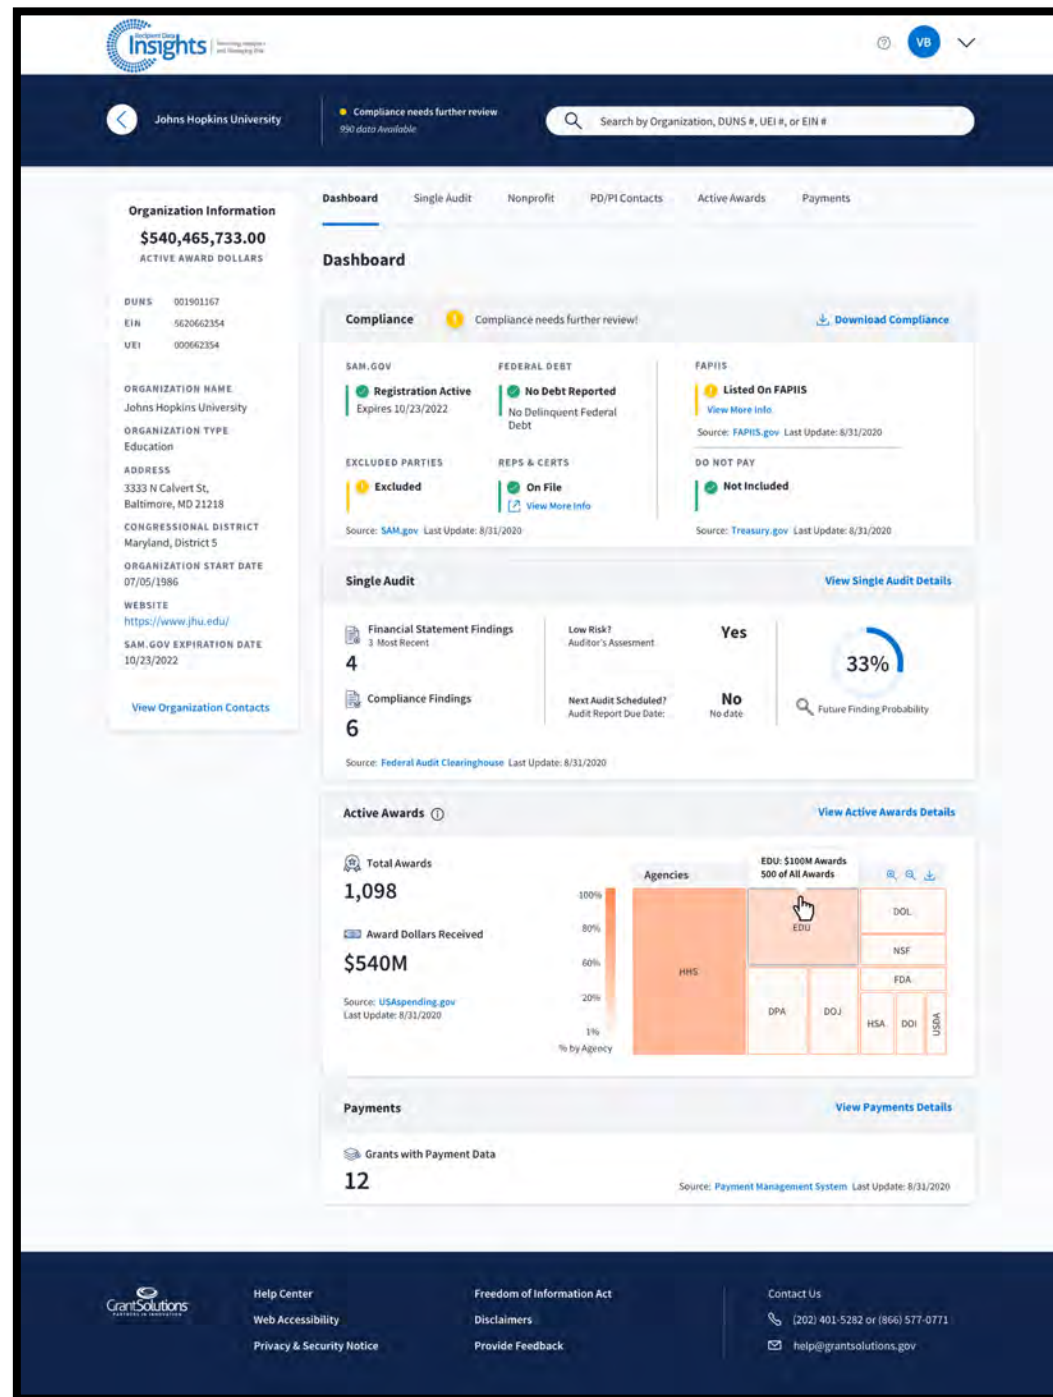 Recipient Data
Insights
VB
Johns Hopkins University
Compliance needs further review
990 data Available
Search by Organization, DUNS #, UEI #, or EIN #
Organization Information
$540,465,733.00
ACTIVE AWARD DOLLARS
DUNS 001901167
EIN 5620662354
UEI 000662354
ORGANIZATION NAME
Johns Hopkins University
ORGANIZATION TYPE
Education
ADDRESS
3333 N Calvert St,
Baltimore, MD 21218
CONGRESSIONAL DISTRICT
Maryland, District 5
ORGANIZATION START DATE
07/05/1986
WEBSITE
https://www.jhu.edu/
SAM.GOV EXPIRATION DATE
10/23/2022
View Organization Contacts
Dashboard Single Audit Nonprofit PD/PI Contacts Active Awards Payments
Dashboard
Compliance Compliance needs further review! Download Compliance
SAM.GOV
Registration Active
Expires 10/23/2022
FEDERAL DEBT
No Debt Reported
No Delinquent Federal
Debt
FAPIIS
Listed On FAPIIS
View More Info
Source: FAPIIS.gov Last Update: 8/31/2020
EXCLUDED PARTIES
Excluded
REPS & CERTS
On File
View More Info
Source: SAM.gov Last Update: 8/31/2020
DO NOT PAY
Not Included
Source: Treasury.gov Last Update: 8/31/2020
Single Audit View Single Audit Details
Financial Statement Findings
3 Most Recent
4
Compliance Findings
6
Low Risk? Yes
Auditor's Assesment
Next Audit Scheduled? No
Audit Report Due Date: No date
33%
Future Finding Probability
Source: Federal Audit Clearinghouse Last Update: 8/31/2020
Active Awards View Active Awards Details
Total Awards
1,098
Award Dollars Received
$540M
Source: USAspending.gov
Last Update: 8/31/2020
100%
80%
60%
20%
1%
% by Agency
Agencies
EDU: $100M Awards
500 of All Awards
HHS
EDU
DPA
DOJ
DOL
NSF
FDA
HSA
DOI
USDA
Payments View Payments Details
Grants with Payment Data
12
Source: Payment Management System Last Update: 8/31/2020
GrantSolutions
PARTNERS IN INNOVATION
Help Center
Web Accessibility
Privacy & Security Notice
Freedom of Information Act
Disclaimers
Provide Feedback
Contact Us
(202) 401-5282 or (866) 577-0771
help@grantsolutions.gov